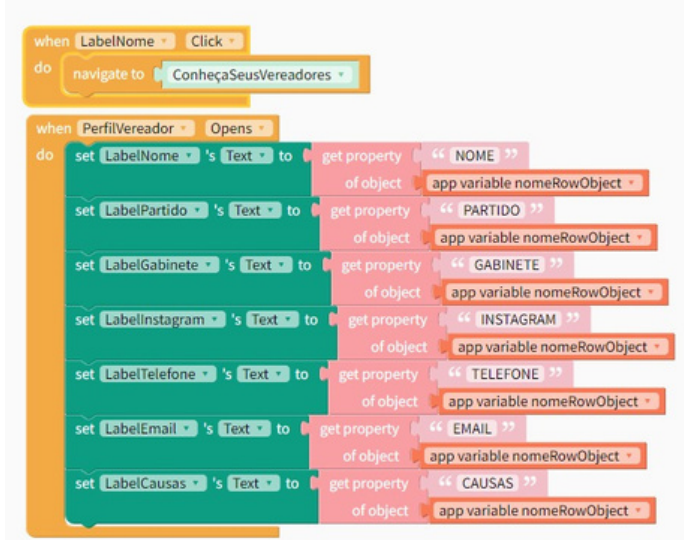 when LabelNome Click
do navigate to ConheçaSeusVereadores
when PerfilVereador Opens
do set LabelNome 's Text to get property “ NOME ”
of object app variable nomeRowObject
set LabelPartido 's Text to get property “ PARTIDO ”
of object app variable nomeRowObject
set LabelGabinete 's Text to get property “ GABINETE ”
of object app variable nomeRowObject
set LabelInstagram 's Text to get property “ INSTAGRAM ”
of object app variable nomeRowObject
set LabelTelefone 's Text to get property “ TELEFONE ”
of object app variable nomeRowObject
set LabelEmail 's Text to get property “ EMAIL ”
of object app variable nomeRowObject
set LabelCausas 's Text to get property “ CAUSAS ”
of object app variable nomeRowObject